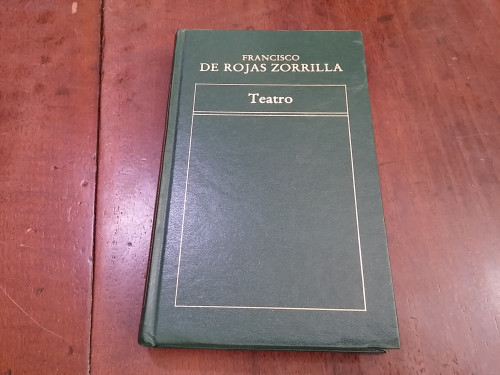 FRANCISCO
DE ROJAS ZORRILLA
Teatro